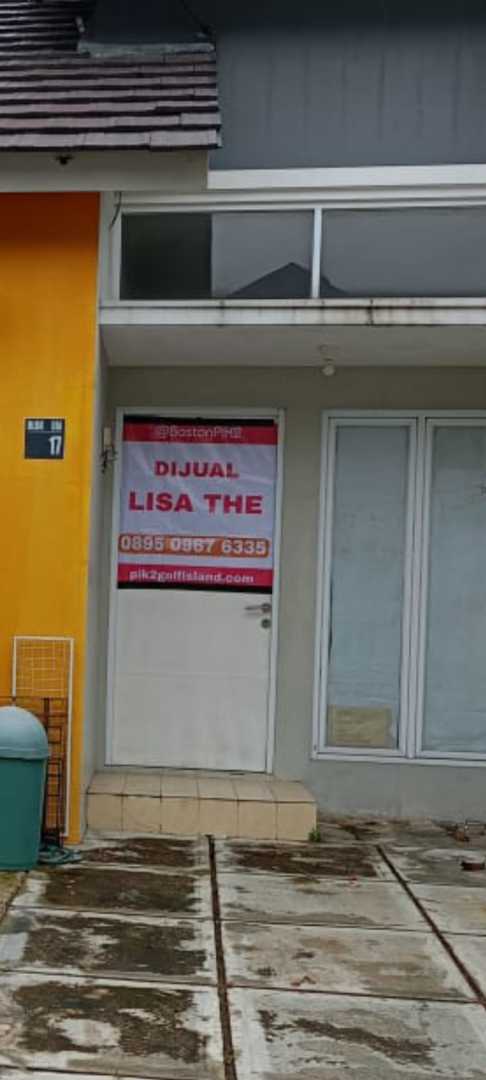 @BostonPIK2
DIJUAL
LISA THE
0895 0967 6335
pik2golfisland.com
17